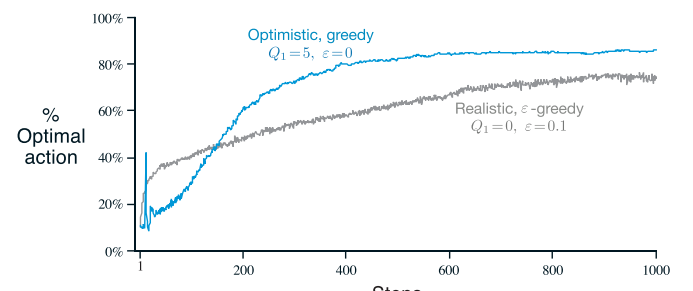 100%
80%
60%
40%
20%
0%
%
Optimal
action
Optimistic, greedy
Q₁=5, ε=0
Realistic, ε-greedy
Q₁=0, ε=0.1
1
200
400
600
800
1000
Steps